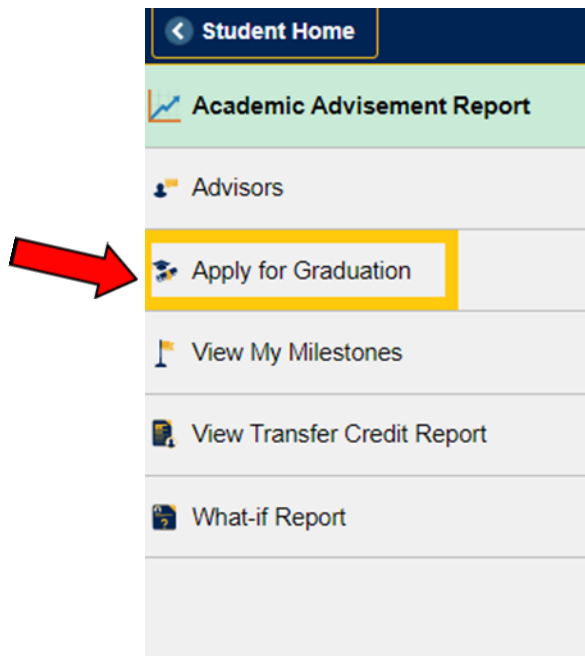 Student Home
Academic Advisement Report
Advisors
Apply for Graduation
View My Milestones
View Transfer Credit Report
What-if Report